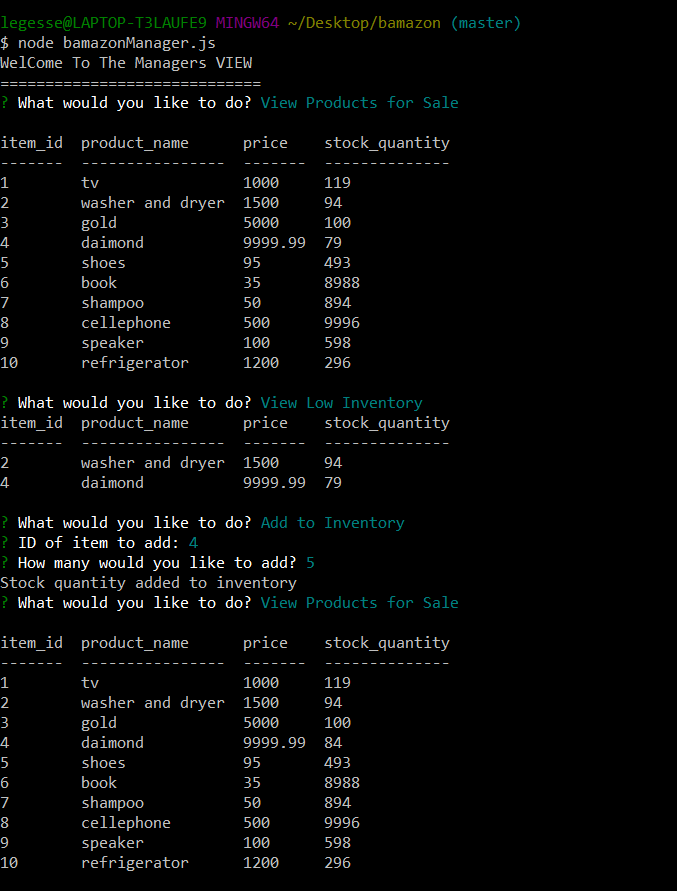 legesse@LAPTOP-T3LAUFE9 MINGW64 ~/Desktop/bamazon (master)
$ node bamazonManager.js
WelCome To The Managers VIEW
=============================
? What would you like to do? View Products for Sale
item_id  product_name      price    stock_quantity
-------  ----------------  -------  --------------
1        tv                1000     119
2        washer and dryer  1500     94
3        gold              5000     100
4        daimond           9999.99  79
5        shoes             95       493
6        book              35       8988
7        shampoo           50       894
8        cellephone        500      9996
9        speaker           100      598
10       refrigerator      1200     296
? What would you like to do? View Low Inventory
item_id  product_name      price    stock_quantity
-------  ----------------  -------  --------------
2        washer and dryer  1500     94
4        daimond           9999.99  79
? What would you like to do? Add to Inventory
? ID of item to add: 4
? How many would you like to add? 5
Stock quantity added to inventory
? What would you like to do? View Products for Sale
item_id  product_name      price    stock_quantity
-------  ----------------  -------  --------------
1        tv                1000     119
2        washer and dryer  1500     94
3        gold              5000     100
4        daimond           9999.99  84
5        shoes             95       493
6        book              35       8988
7        shampoo           50       894
8        cellephone        500      9996
9        speaker           100      598
10       refrigerator      1200     296